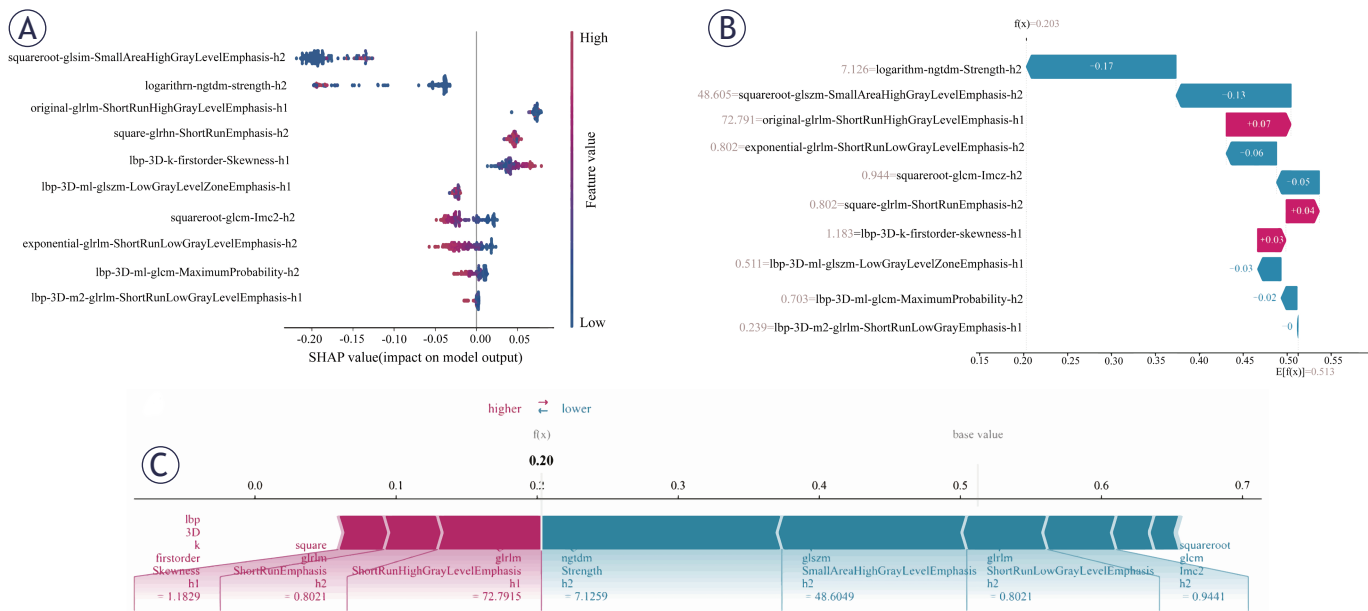 A
squareroot-glsim-SmallAreaHighGrayLevelEmphasis-h2
logarithrn-ngtdm-strength-h2
original-glrlm-ShortRunHighGrayLevelEmphasis-h1
square-glrhn-ShortRunEmphasis-h2
lbp-3D-k-firstorder-Skewness-h1
lbp-3D-ml-glszm-LowGrayLevelZoneEmphasis-h1
squareroot-glcm-Imc2-h2
exponential-glrlm-ShortRunLowGrayLevelEmphasis-h2
lbp-3D-ml-glcm-MaximumProbability-h2
lbp-3D-m2-glrlm-ShortRunLowGrayLevelEmphasis-h1
-0.20 -0.15 -0.10 -0.05 0.00 0.05
SHAP value(impact on model output)
High
Feature value
Low
B
f(x)=0.203
7.126=logarithm-ngtdm-Strength-h2 −0.17
48.605=squareroot-glszm-SmallAreaHighGrayLevelEmphasis-h2 −0.13
72.791=original-glrlm-ShortRunHighGrayLevelEmphasis-h1 +0.07
0.802=exponential-glrlm-ShortRunLowGrayLevelEmphasis-h2 −0.06
0.944=squareroot-glcm-Imcz-h2 −0.05
0.802=square-glrlm-ShortRunEmphasis-h2 +0.04
1.183=lbp-3D-k-firstorder-skewness-h1 +0.03
0.511=lbp-3D-ml-glszm-LowGrayLevelZoneEmphasis-h1 −0.03
0.703=lbp-3D-ml-glcm-MaximumProbability-h2 −0.02
0.239=lbp-3D-m2-glrlm-ShortRunLowGrayEmphasis-h1 −0
0.15 0.20 0.25 0.30 0.35 0.40 0.45 0.50 0.55
E[f(x)]=0.513
C
higher ⇄ lower
f(x) base value
0.20
0.0 0.1 0.2 0.3 0.4 0.5 0.6 0.7
lbp
3D
k
firstorder
Skewness
h1
= 1.1829
square
glrlm
ShortRunEmphasis
h2
= 0.8021
glrlm
ShortRunHighGrayLevelEmphasis
h1
= 72.7915
ngtdm
Strength
h2
= 7.1259
glszm
SmallAreaHighGrayLevelEmphasis
h2
= 48.6049
glrlm
ShortRunLowGrayLevelEmphasis
h2
= 0.8021
squareroot
glcm
Imc2
h2
= 0.9441